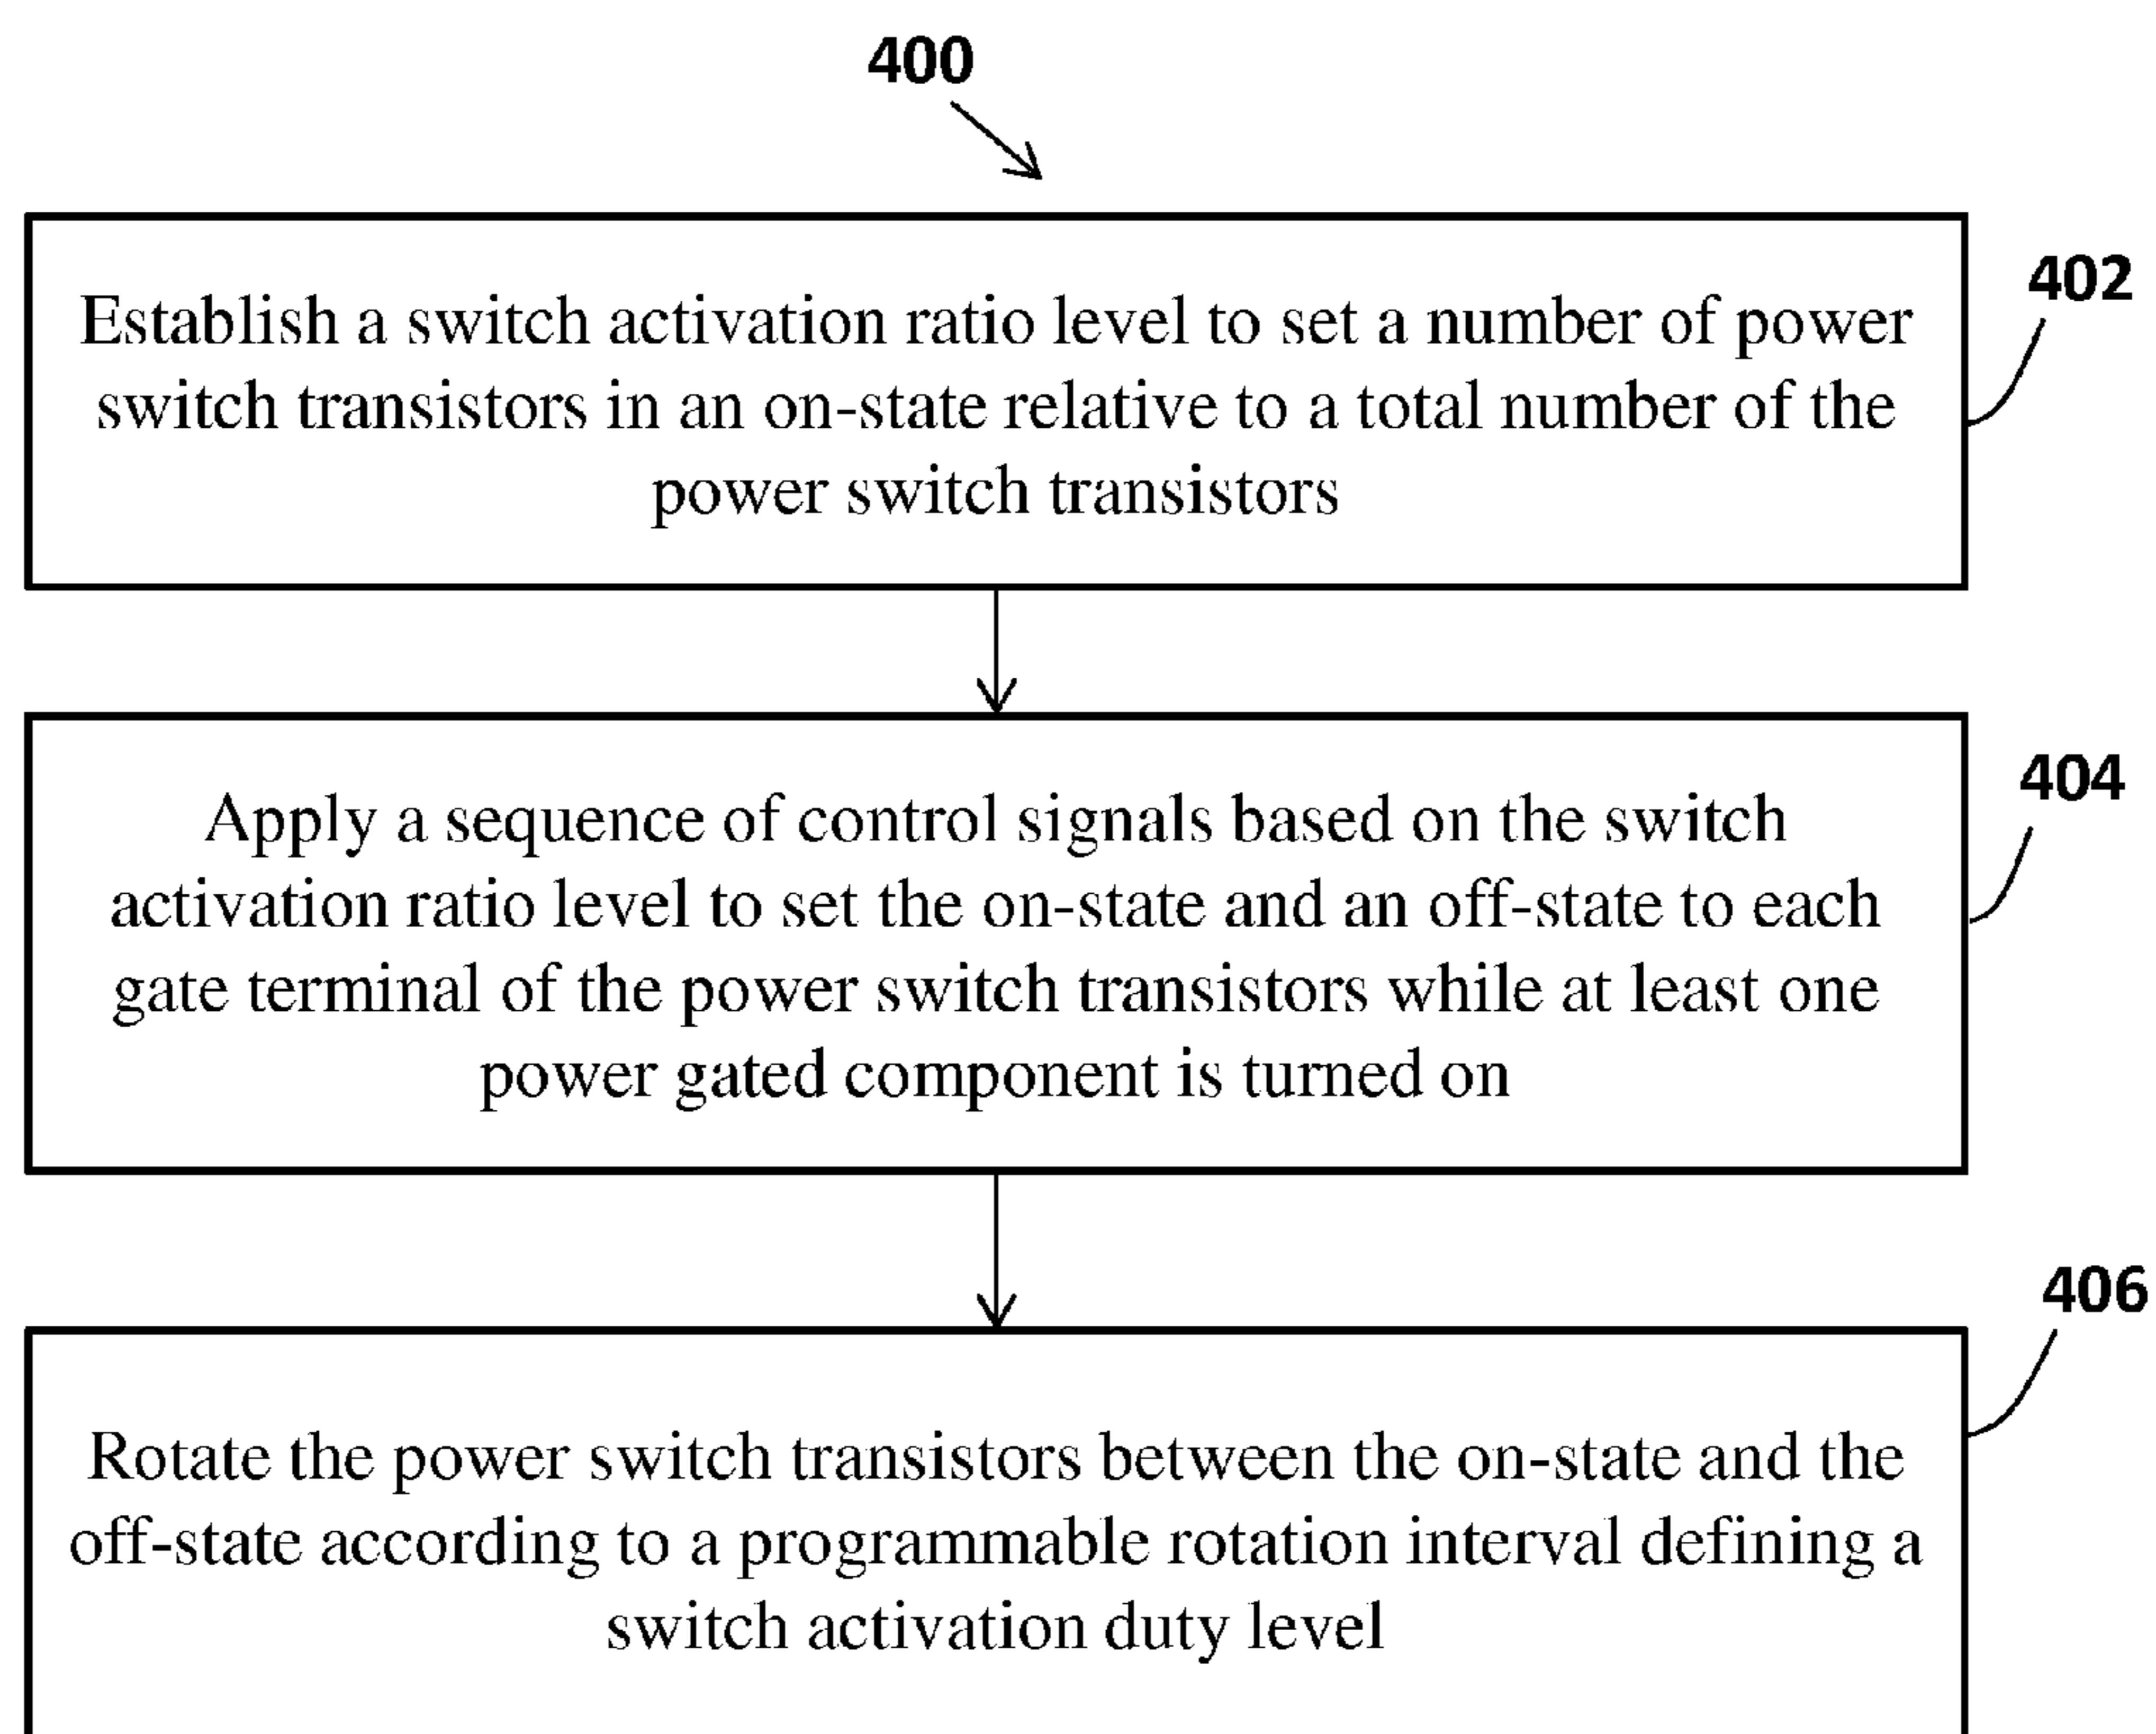 400
Establish a switch activation ratio level to set a number of power
switch transistors in an on-state relative to a total number of the
power switch transistors
402
Apply a sequence of control signals based on the switch
activation ratio level to set the on-state and an off-state to each
gate terminal of the power switch transistors while at least one
power gated component is turned on
404
Rotate the power switch transistors between the on-state and the
off-state according to a programmable rotation interval defining a
switch activation duty level
406